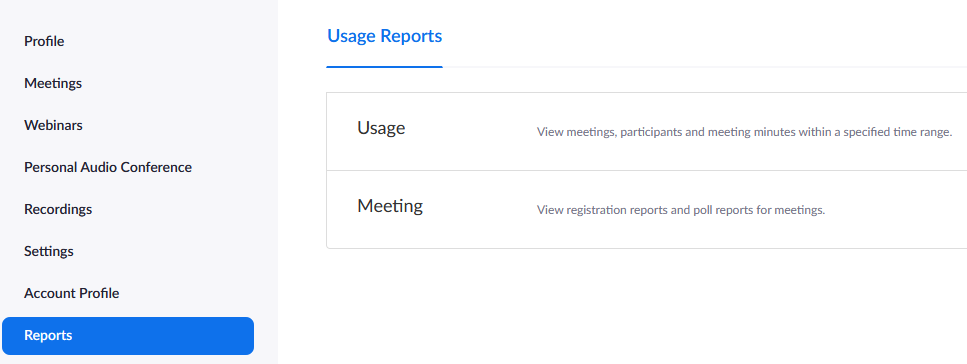 Profile
Meetings
Webinars
Personal Audio Conference
Recordings
Settings
Account Profile
Reports
Usage Reports
Usage
View meetings, participants and meeting minutes within a specified time range.
Meeting
View registration reports and poll reports for meetings.